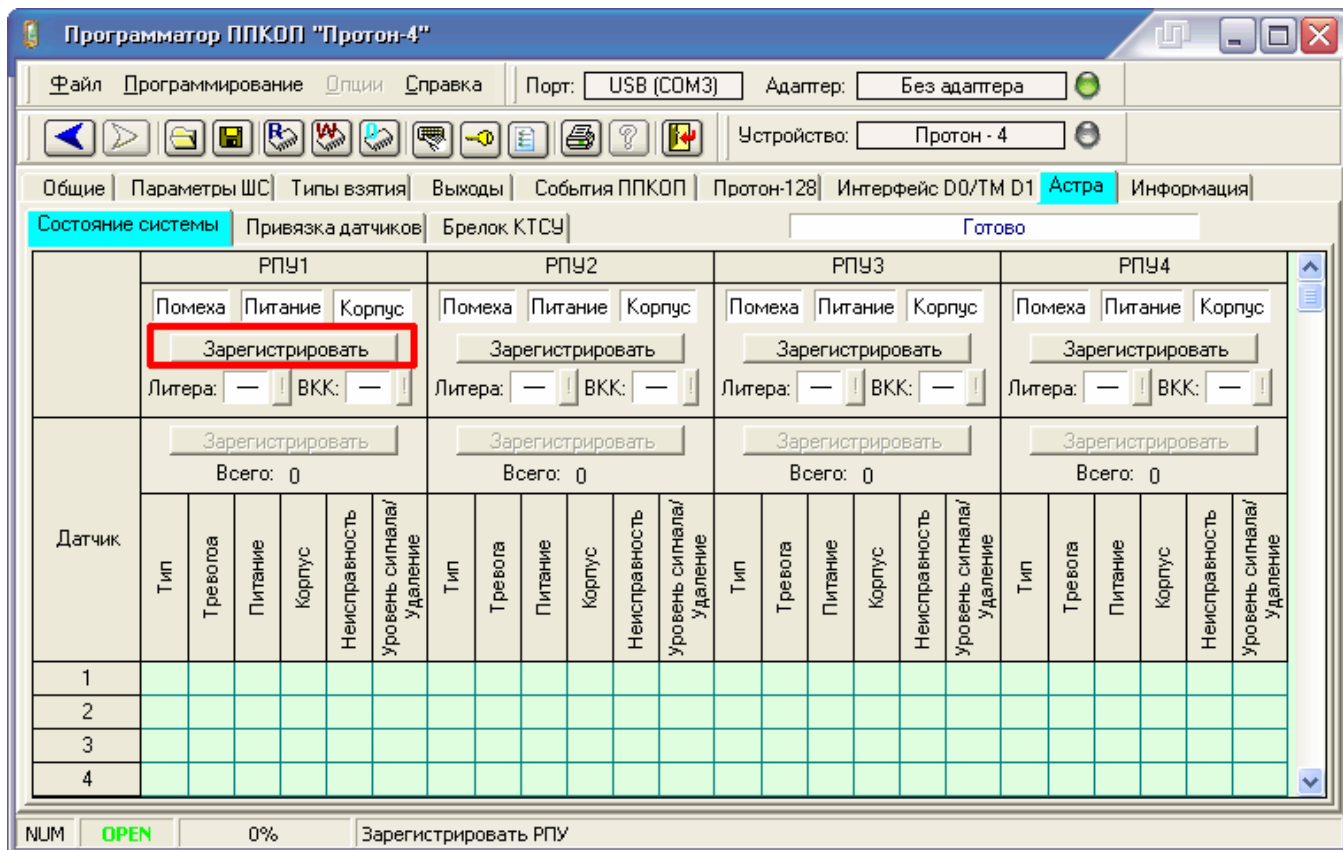 Программатор ППКОП "Протон-4"
Файл Программирование Опции Справка Порт: USB (COM3) Адаптер: Без адаптера
R W O Устройство: Протон - 4
Общие Параметры ШС Типы взятия Выходы События ППКОП Протон-128 Интерфейс D0/TM D1 Астра Информация
Состояние системы Привязка датчиков Брелок КТСУ Готово
РПУ1 РПУ2 РПУ3 РПУ4
Помеха Питание Корпус Помеха Питание Корпус Помеха Питание Корпус Помеха Питание Корпус
Зарегистрировать Зарегистрировать Зарегистрировать Зарегистрировать
Литера: — ! ВКК: — ! Литера: — ! ВКК: — ! Литера: — ! ВКК: — ! Литера: — ! ВКК: — !
Зарегистрировать Зарегистрировать Зарегистрировать Зарегистрировать
Всего: 0 Всего: 0 Всего: 0 Всего: 0
Датчик Тип Тревогоа Питание Корпус Неисправность Уровень сигнала/ Удаление Тип Тревога Питание Корпус Неисправность Уровень сигнала/ Удаление Тип Тревога Питание Корпус Неисправность Уровень сигнала/ Удаление Тип Тревога Питание Корпус Неисправность Уровень сигнала/ Удаление
1
2
3
4
NUM OPEN 0% Зарегистрировать РПУ